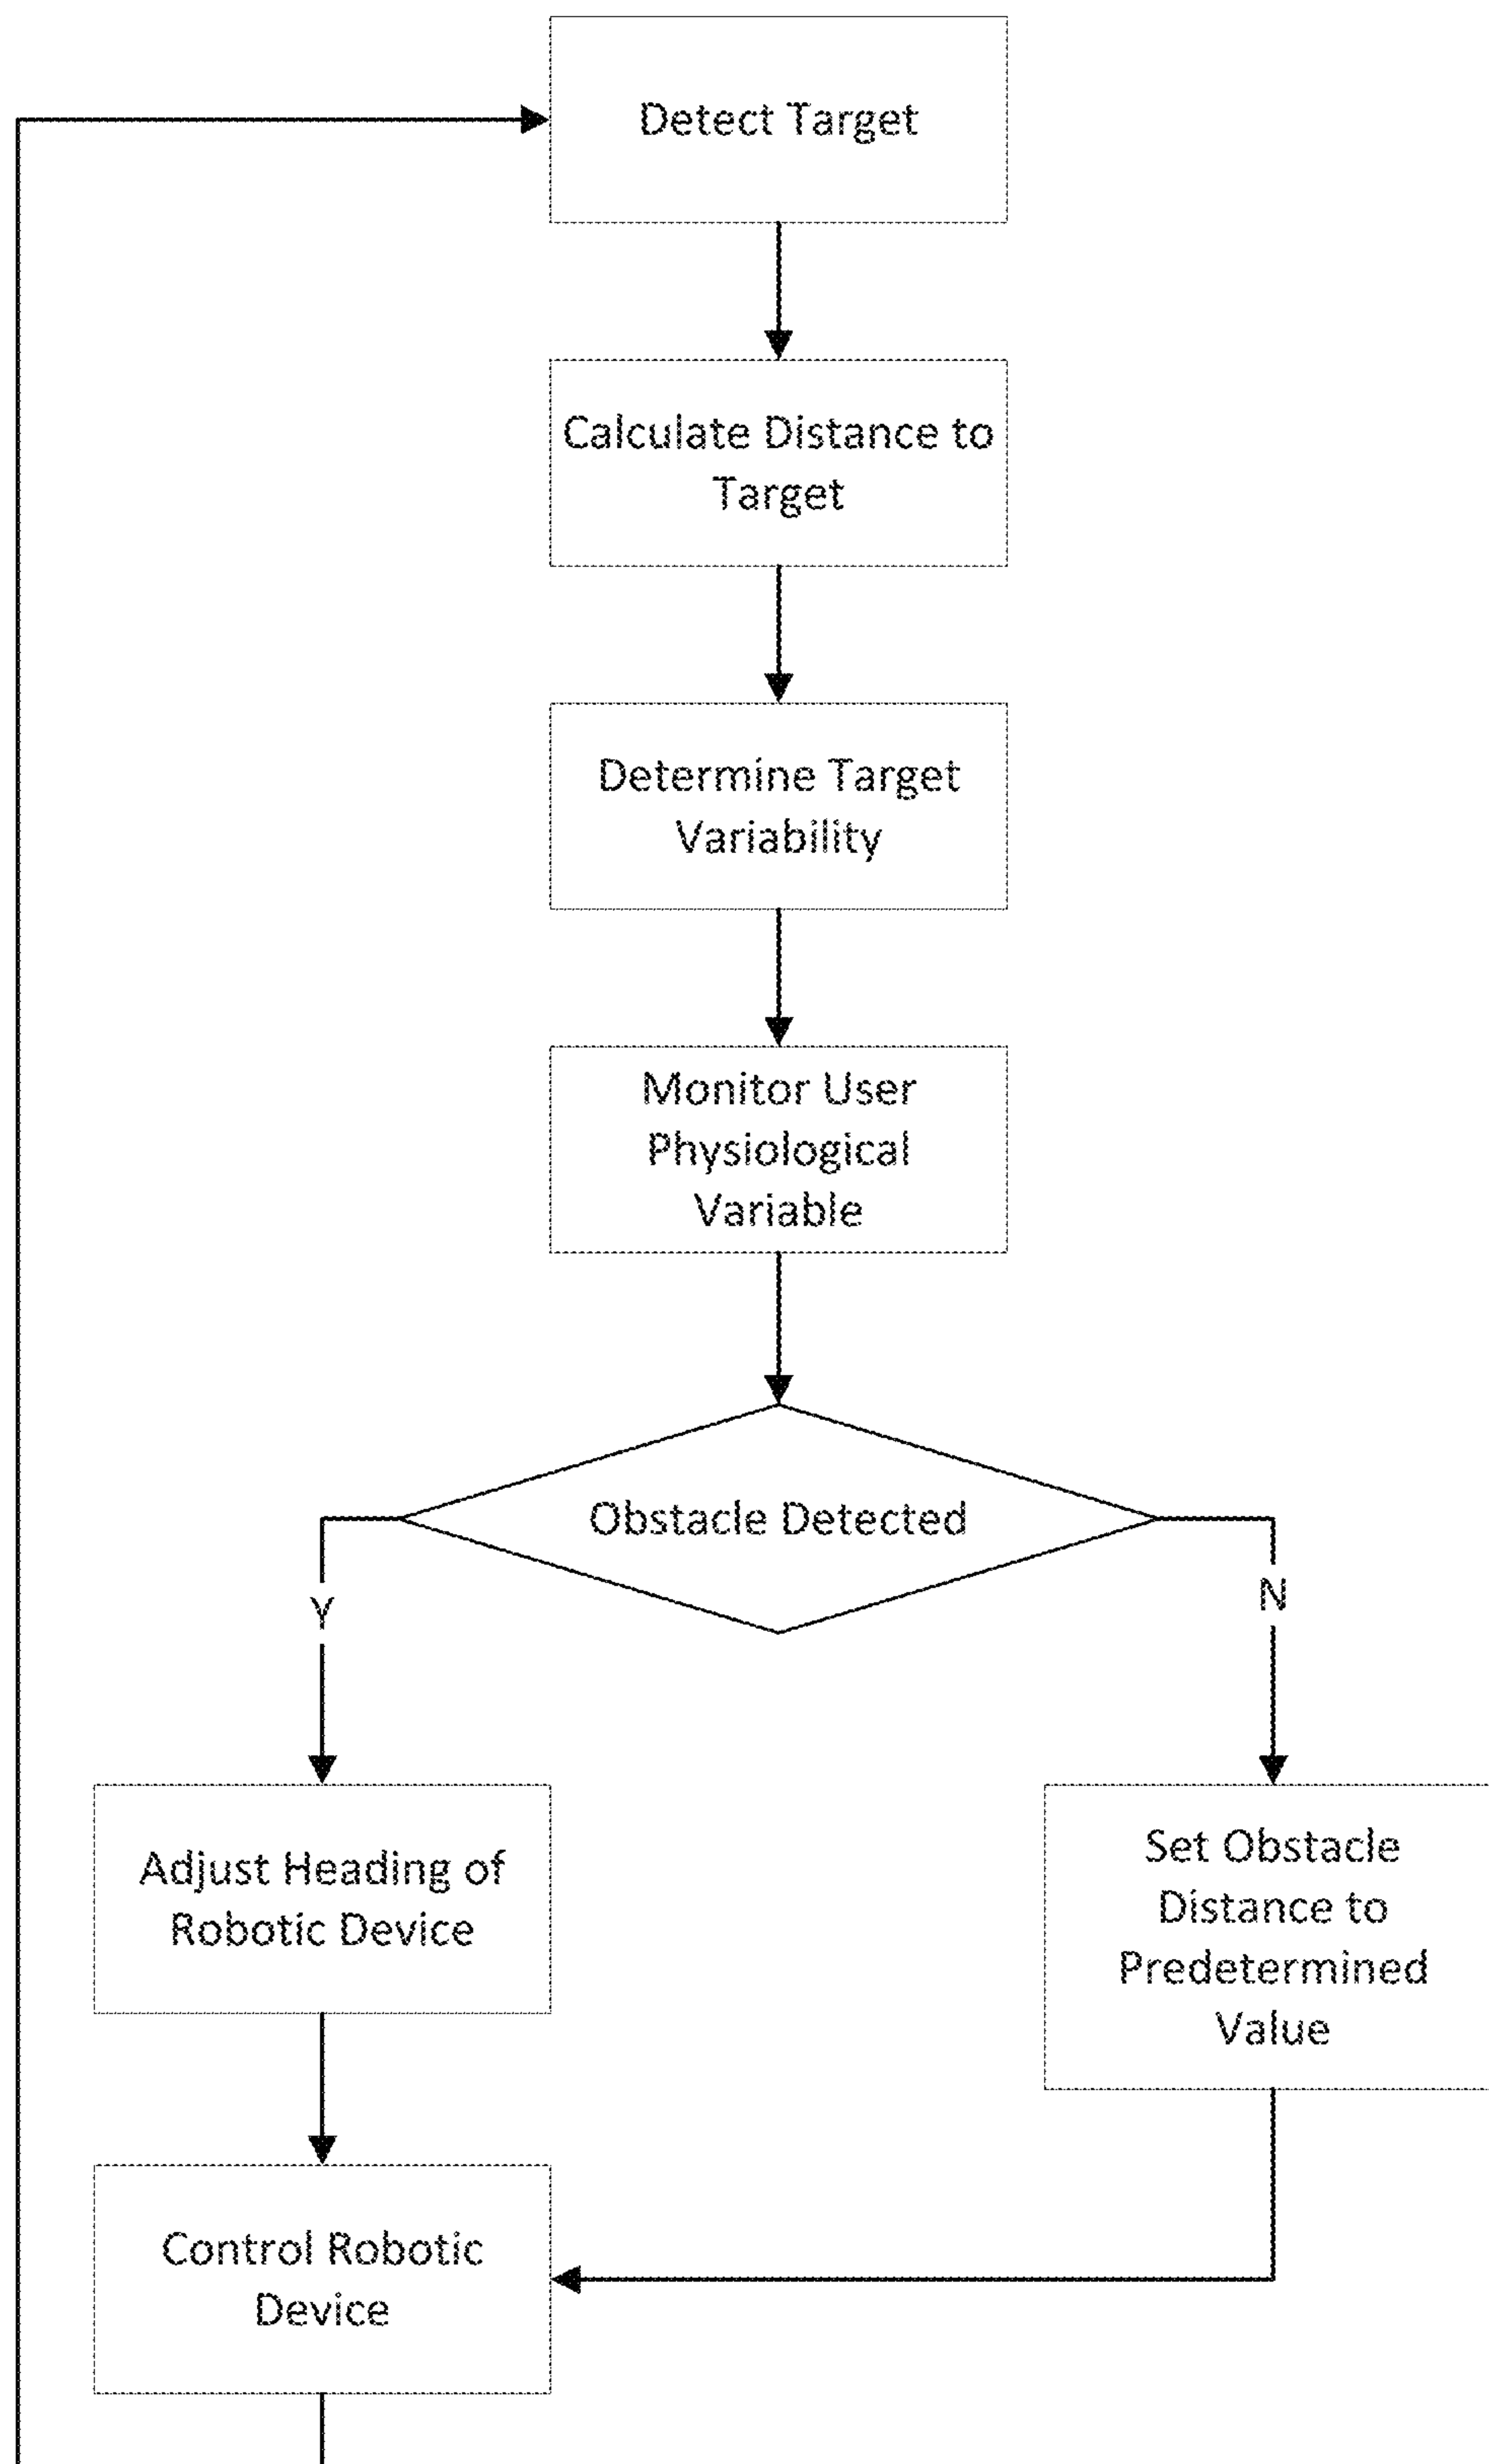 Detect Target
Calculate Distance to
Target
Determine Target
Variability
Monitor User
Physiological
Variable
Obstacle Detected
Y
N
Adjust Heading of
Robotic Device
Set Obstacle
Distance to
Predetermined
Value
Control Robotic
Device